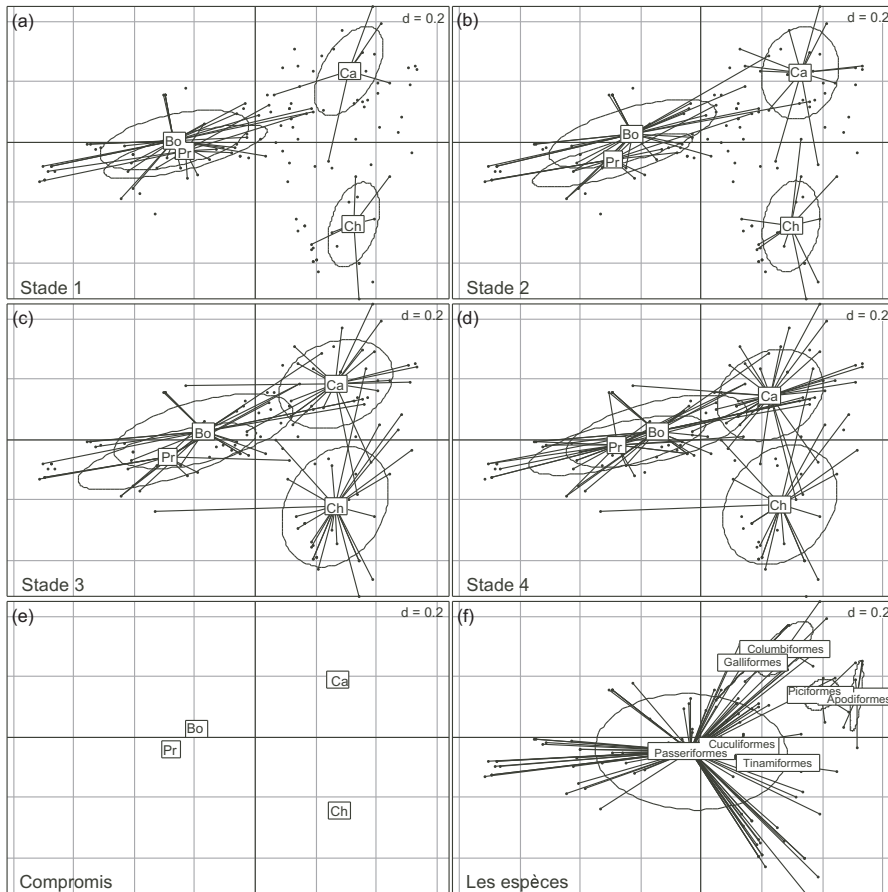 (a)
d = 0.2
Ca
Bo
Pr
Ch
Stade 1
(b)
d = 0.2
Ca
Bo
Pr
Ch
Stade 2
(c)
d = 0.2
Ca
Bo
Pr
Ch
Stade 3
(d)
d = 0.2
Ca
Bo
Pr
Ch
Stade 4
(e)
d = 0.2
Ca
Bo
Pr
Ch
Compromis
(f)
d = 0.2
Columbiformes
Galliformes
Piciformes
Apodiformes
Cuculiformes
Passeriformes
Tinamiformes
Les espèces